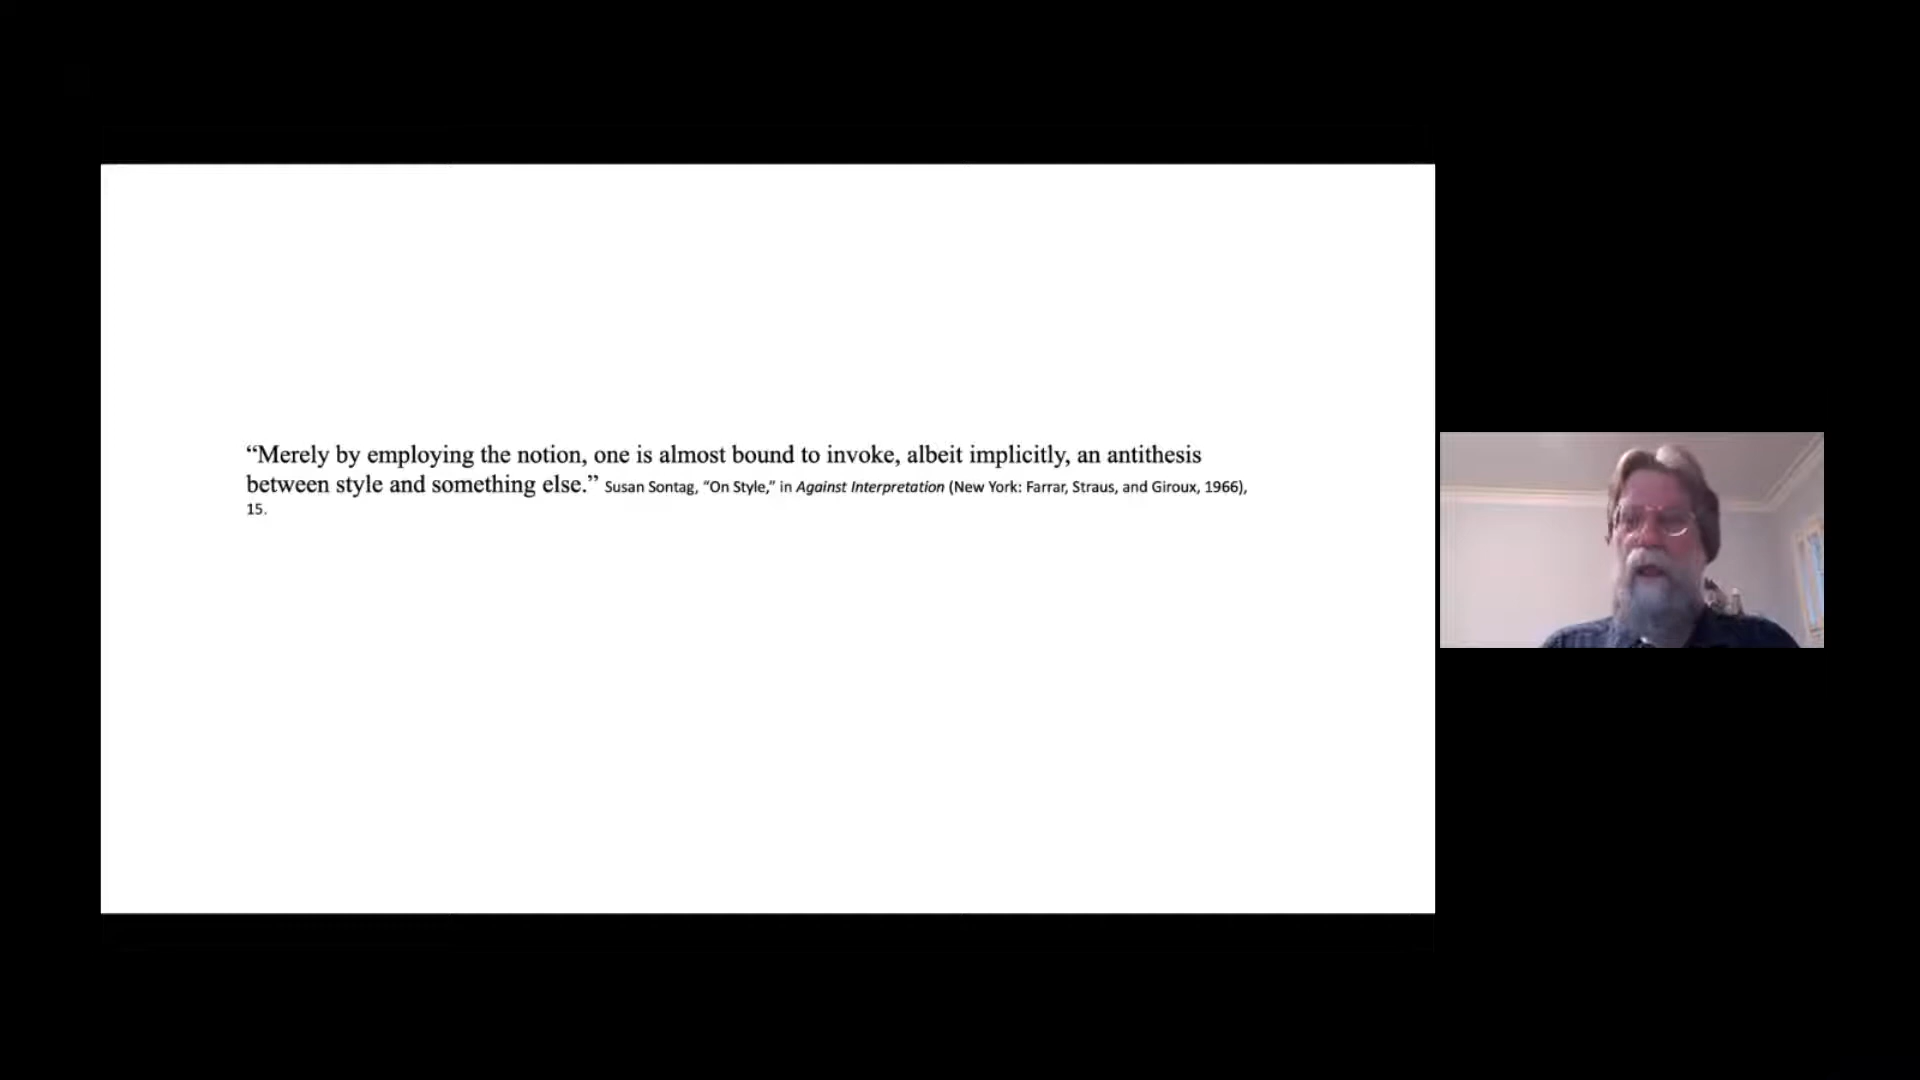 “Merely by employing the notion, one is almost bound to invoke, albeit implicitly, an antithesis
between style and something else.” Susan Sontag, “On Style,” in Against Interpretation (New York: Farrar, Straus, and Giroux, 1966),
15.